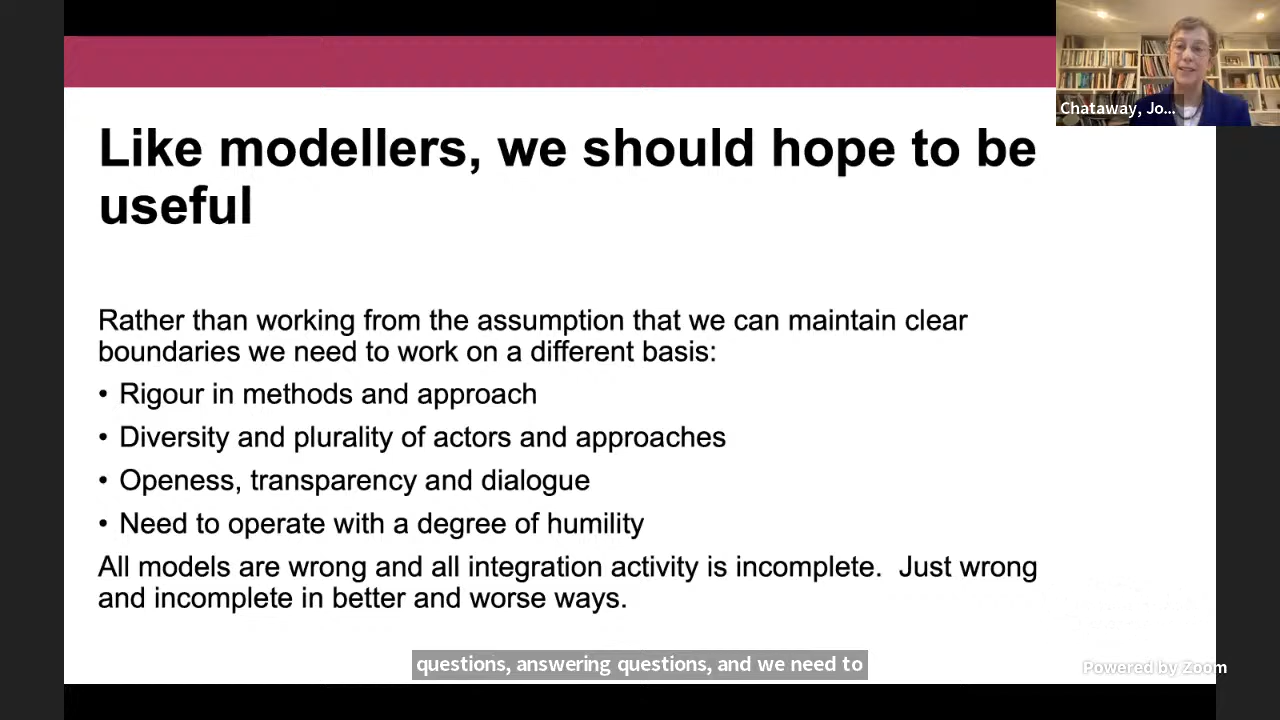 Chataway, Jo...
Like modellers, we should hope to be
useful
Rather than working from the assumption that we can maintain clear
boundaries we need to work on a different basis:
• Rigour in methods and approach
• Diversity and plurality of actors and approaches
• Openess, transparency and dialogue
• Need to operate with a degree of humility
All models are wrong and all integration activity is incomplete.  Just wrong
and incomplete in better and worse ways.
questions, answering questions, and we need to
Powered by Zoom